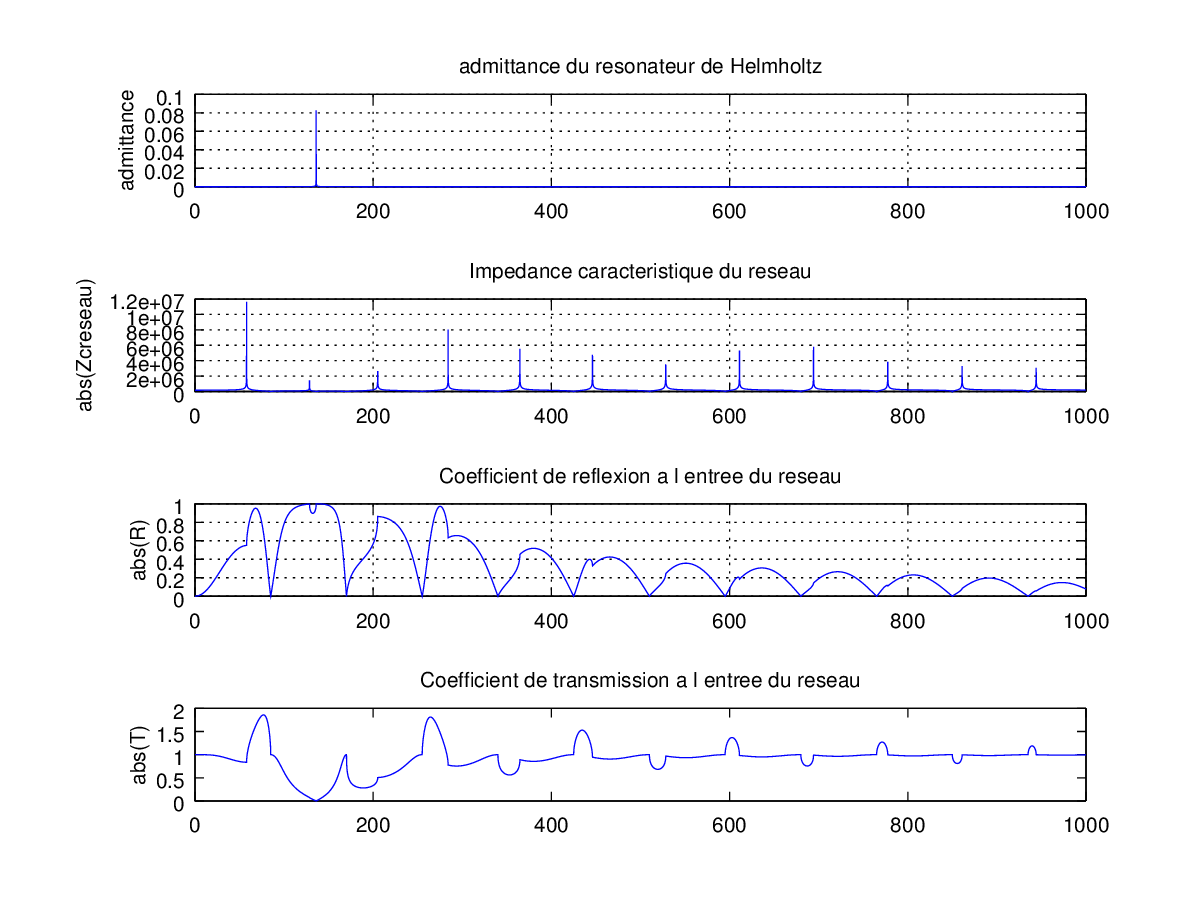 admittance du resonateur de Helmholtz
admittance
0.1
0.08
0.06
0.04
0.02
0
0 200 400 600 800 1000
Impedance caracteristique du reseau
abs(Zcreseau)
1.2e+07
1e+07
8e+06
6e+06
4e+06
2e+06
0
0 200 400 600 800 1000
Coefficient de reflexion a l entree du reseau
abs(R)
1
0.8
0.6
0.4
0.2
0
0 200 400 600 800 1000
Coefficient de transmission a l entree du reseau
abs(T)
2
1.5
1
0.5
0
0 200 400 600 800 1000